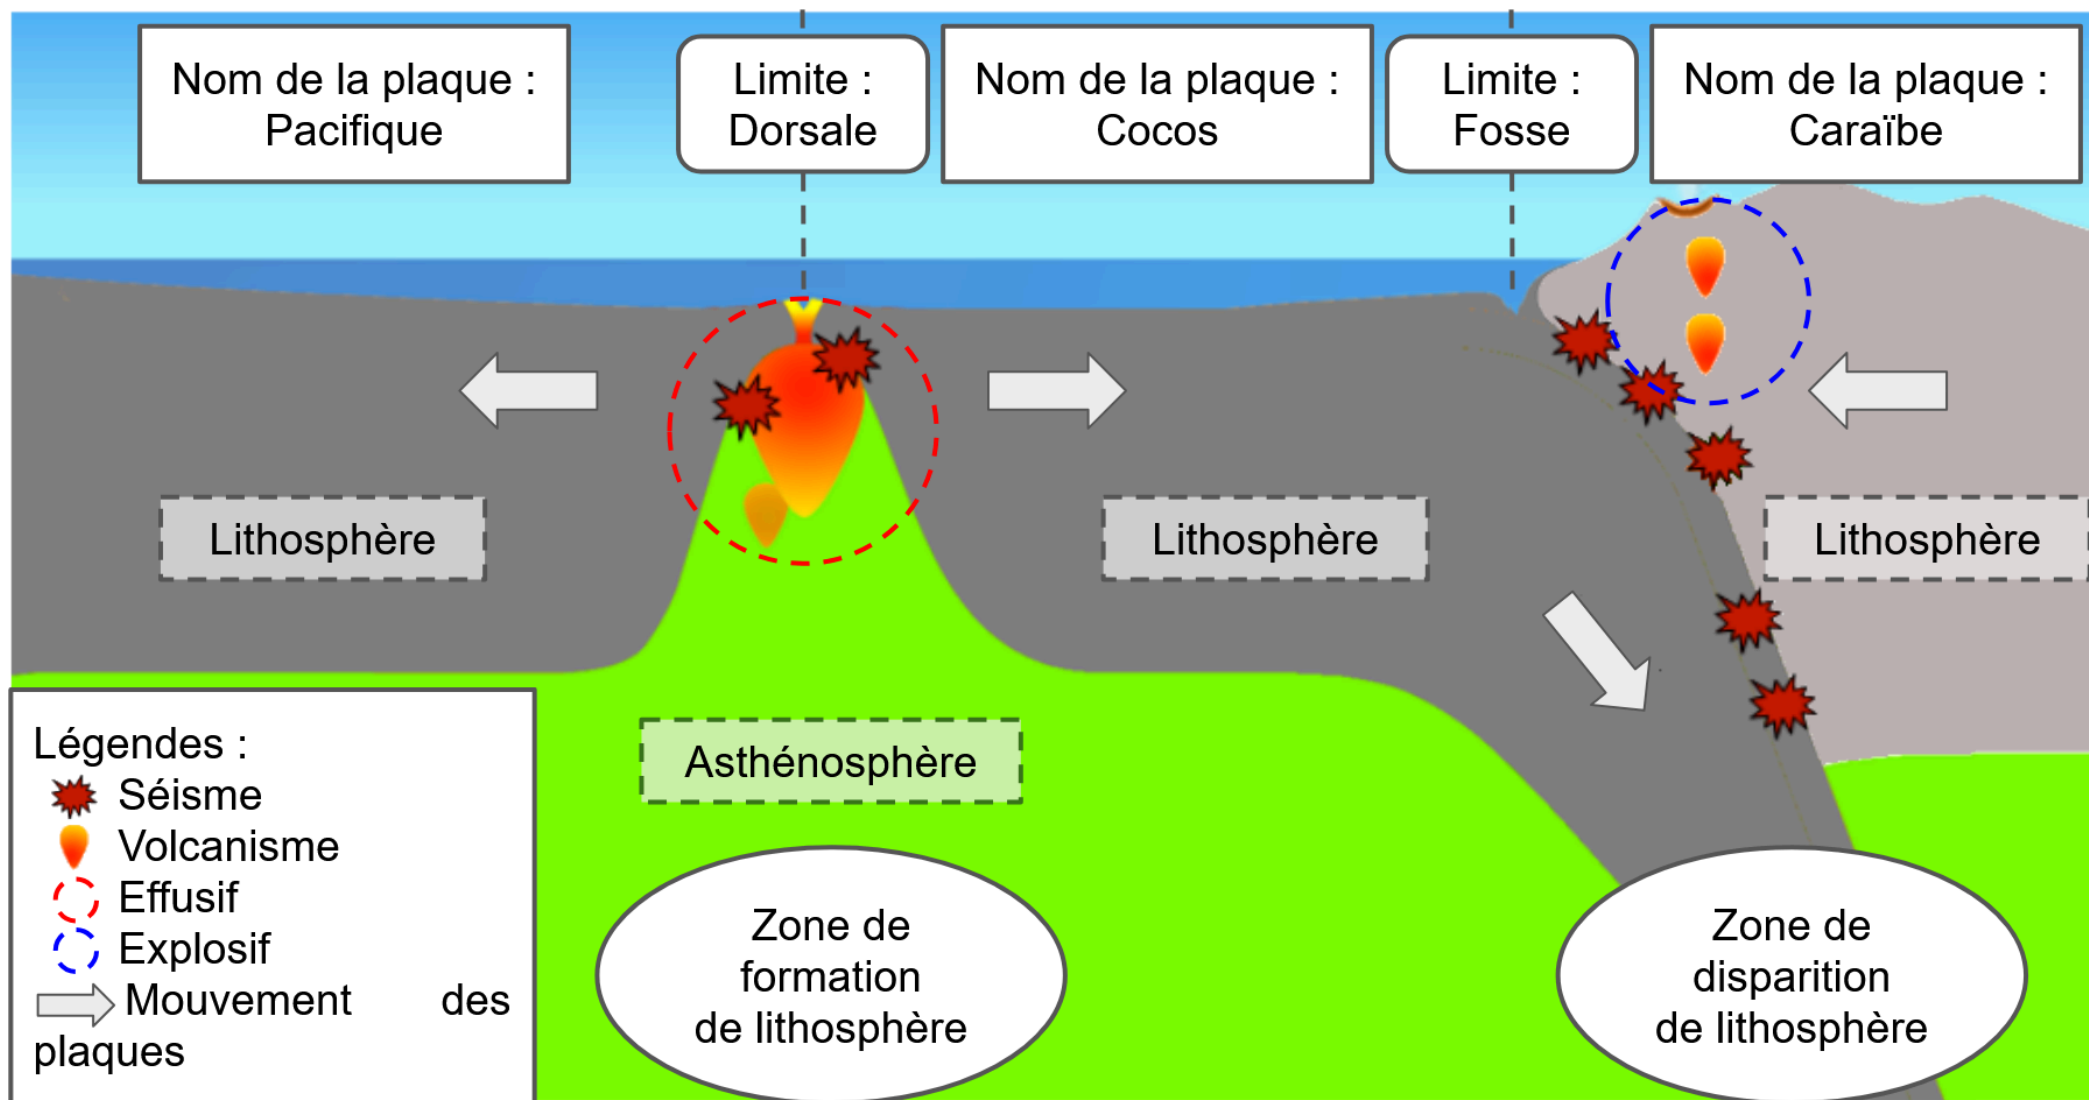 Nom de la plaque :
Pacifique
Limite :
Dorsale
Nom de la plaque :
Cocos
Limite :
Fosse
Nom de la plaque :
Caraïbe
Lithosphère
Lithosphère
Lithosphère
Asthénosphère
Légendes :
Séisme
Volcanisme
Effusif
Explosif
Mouvement des
plaques
Zone de
formation
de lithosphère
Zone de
disparition
de lithosphère